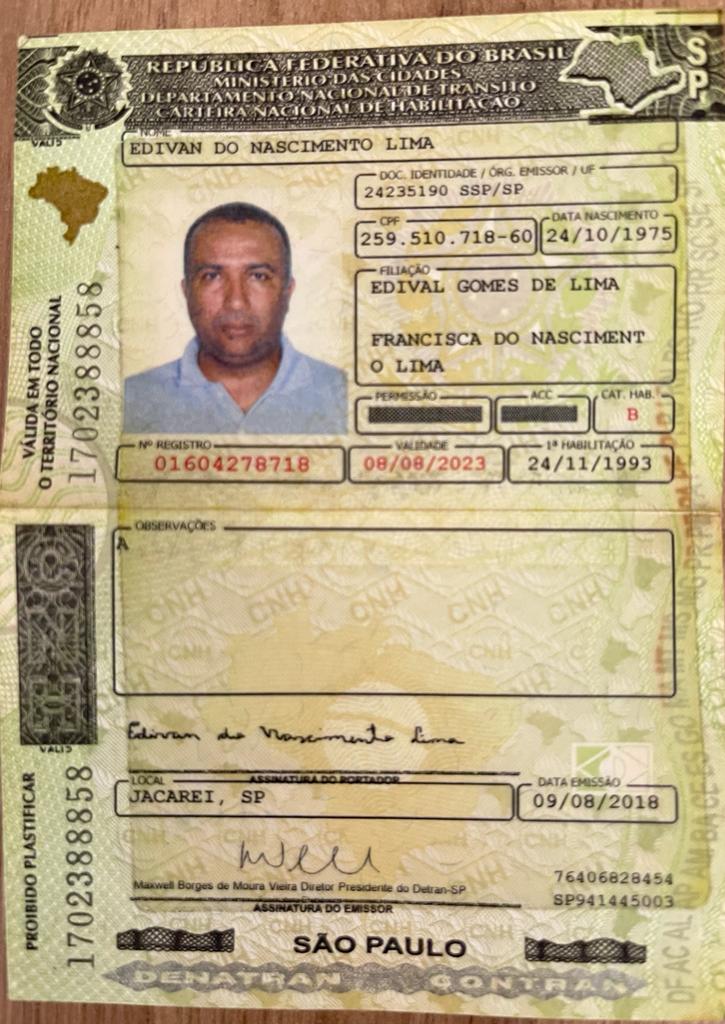 REPÚBLICA FEDERATIVA DO BRASIL
MINISTÉRIO DAS CIDADES
DEPARTAMENTO NACIONAL DE TRÂNSITO
CARTEIRA NACIONAL DE HABILITAÇÃO
SP
NOME
EDIVAN DO NASCIMENTO LIMA
DOC. IDENTIDADE / ÓRG. EMISSOR / UF
24235190 SSP/SP
CPF
259.510.718-60
DATA NASCIMENTO
24/10/1975
FILIAÇÃO
EDIVAL GOMES DE LIMA
FRANCISCA DO NASCIMENT
O LIMA
PERMISSÃO
ACC
CAT. HAB.
B
Nº REGISTRO
01604278718
VALIDADE
08/08/2023
1ª HABILITAÇÃO
24/11/1993
VÁLIDA EM TODO
O TERRITÓRIO NACIONAL
1702388858
OBSERVAÇÕES
A
Edivan do Nascimento Lima
ASSINATURA DO PORTADOR
LOCAL
JACAREI, SP
DATA EMISSÃO
09/08/2018
Maxwell Borges de Moura Vieira Diretor Presidente do Detran-SP
ASSINATURA DO EMISSOR
76406828454
SP941445003
PROIBIDO PLASTIFICAR
1702388858
SÃO PAULO
DENATRAN CONTRAN